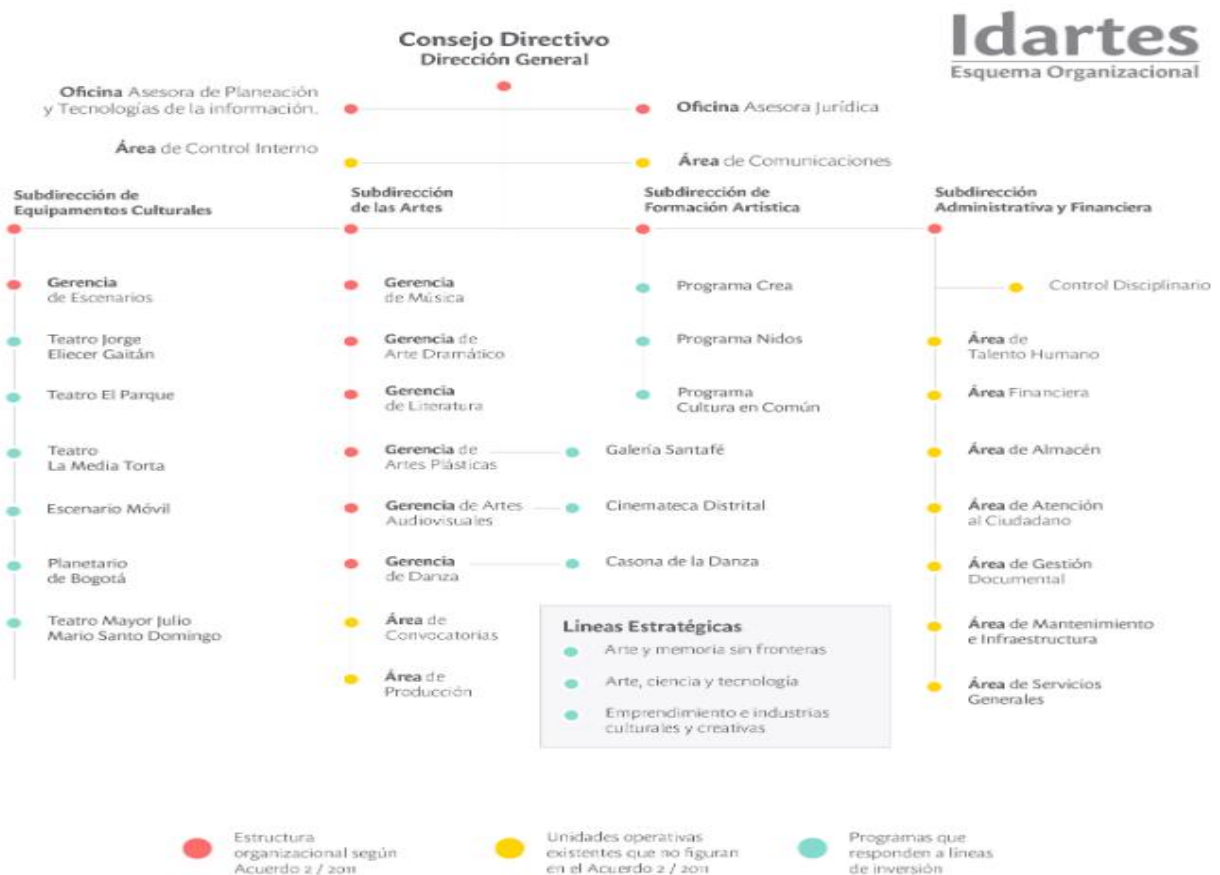 Idartes
Esquema Organizacional
Consejo Directivo
Dirección General
Oficina Asesora de Planeación
y Tecnologías de la información.
Oficina Asesora Jurídica
Área de Control Interno
Área de Comunicaciones
Subdirección de
Equipamentos Culturales
Gerencia
de Escenarios
Teatro Jorge
Eliecer Gaitán
Teatro El Parque
Teatro
La Media Torta
Escenario Móvil
Planetario
de Bogotá
Teatro Mayor Julio
Mario Santo Domingo
Subdirección
de las Artes
Gerencia
de Música
Gerencia de
Arte Dramático
Gerencia
de Literatura
Gerencia de
Artes Plásticas
Gerencia de Artes
Audiovisuales
Gerencia
de Danza
Área de
Convocatorias
Área de
Producción
Subdirección de
Formación Artística
Programa Crea
Programa Nidos
Programa
Cultura en Común
Galería Santafé
Cinemateca Distrital
Casona de la Danza
Líneas Estratégicas
Arte y memoria sin fronteras
Arte, ciencia y tecnología
Emprendimiento e industrias
culturales y creativas
Subdirección
Administrativa y Financiera
Control Disciplinario
Área de
Talento Humano
Área Financiera
Área de Almacén
Área de Atención
al Ciudadano
Área de Gestión
Documental
Área de Mantenimiento
e Infraestructura
Área de Servicios
Generales
Estructura
organizacional según
Acuerdo 2 / 2011
Unidades operativas
existentes que no figuran
en el Acuerdo 2 / 2011
Programas que
responden a líneas
de inversión